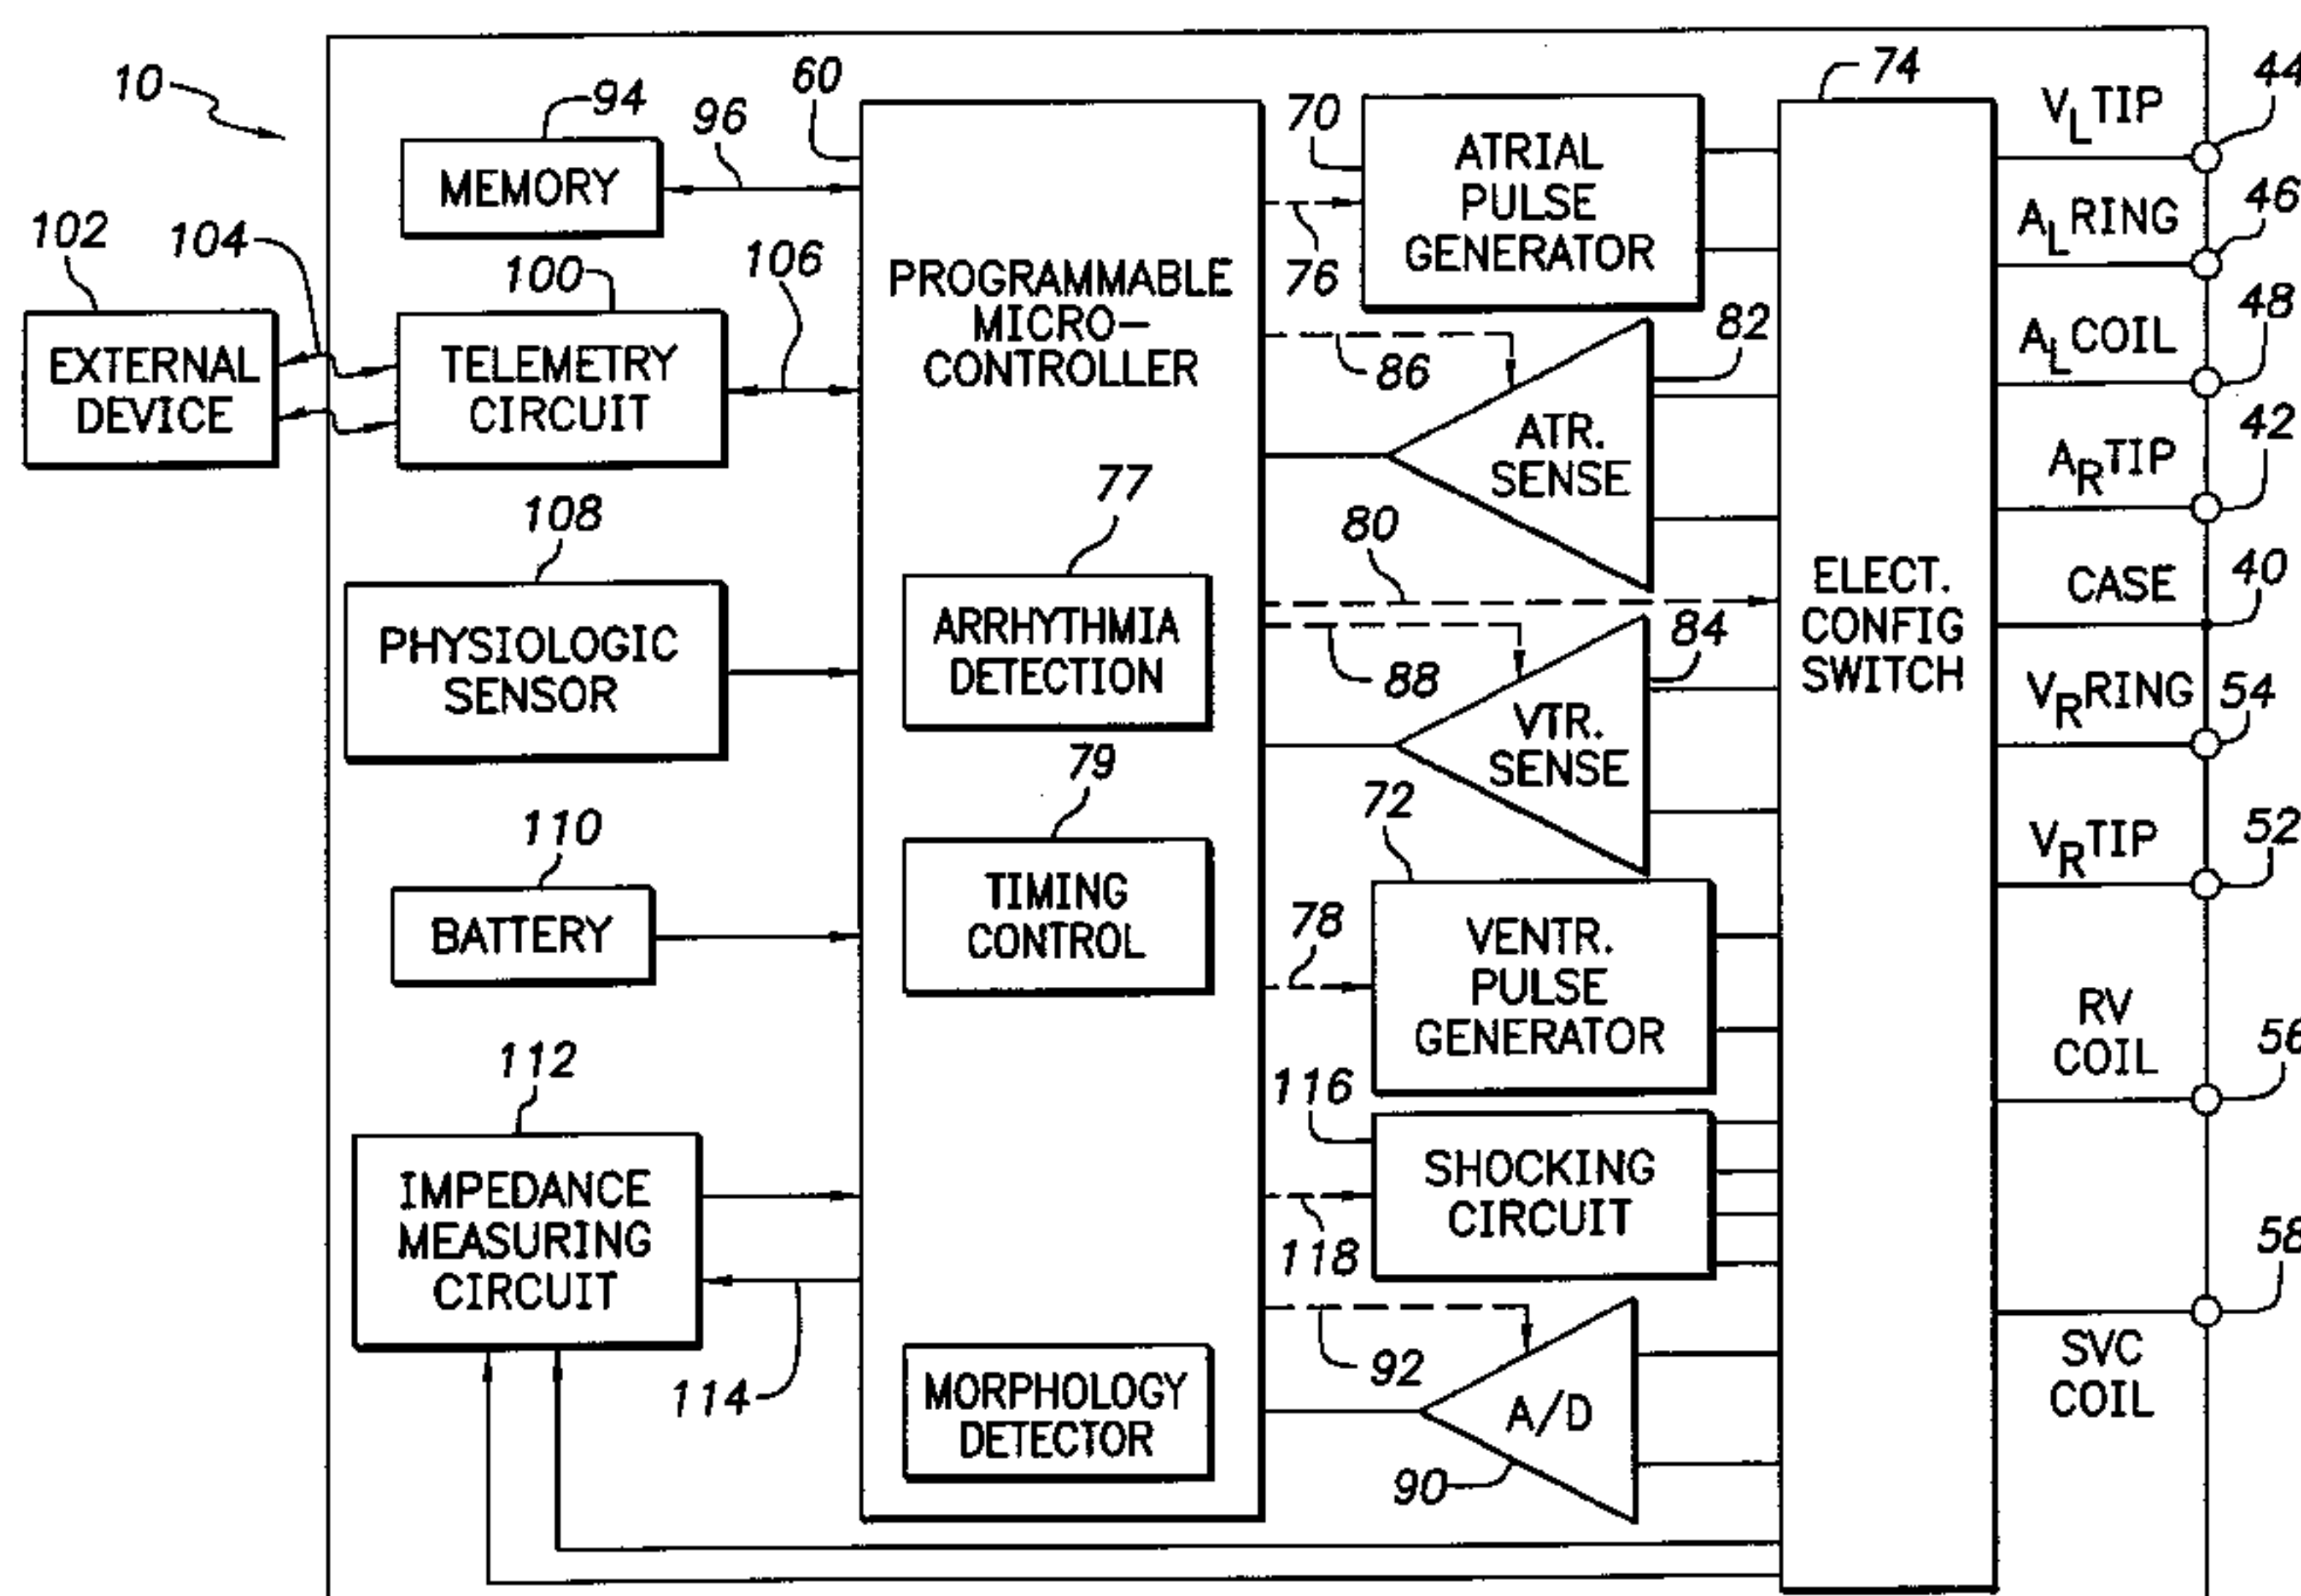 10
94
MEMORY
96
60
102
104
EXTERNAL
DEVICE
100
TELEMETRY
CIRCUIT
106
108
PHYSIOLOGIC
SENSOR
110
BATTERY
112
IMPEDANCE
MEASURING
CIRCUIT
114
PROGRAMMABLE
MICRO-
CONTROLLER
77
ARRHYTHMIA
DETECTION
79
TIMING
CONTROL
MORPHOLOGY
DETECTOR
70
76
ATRIAL
PULSE
GENERATOR
86
82
ATR.
SENSE
80
88
84
VTR.
SENSE
72
78
VENTR.
PULSE
GENERATOR
116
118
SHOCKING
CIRCUIT
92
A/D
90
74
ELECT.
CONFIG
SWITCH
VLTIP
44
ALRING
46
ALCOIL
48
ARTIP
42
CASE
40
VRRING
54
VRTIP
52
RV
COIL
56
58
SVC
COIL